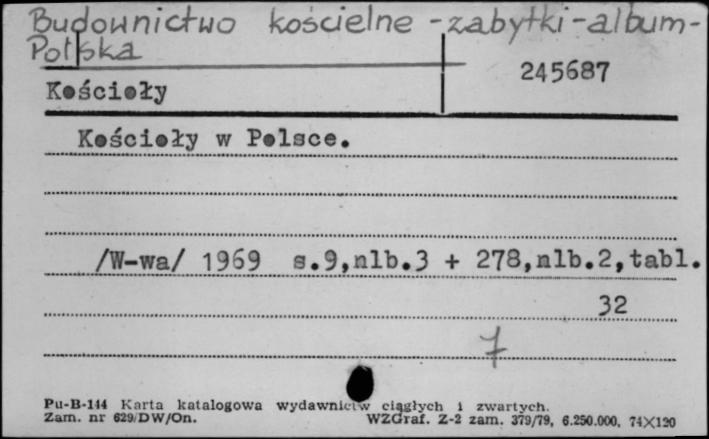 Budownictwo kościelne - zabytki - album -
Polska
245687
Kościoły
Kościoły w Polsce.
/W-wa/ 1969 s.9,nlb.3 + 278,nlb.2,tabl.
32
7
Pu-B-144 Karta katalogowa wydawnictw ciągłych i zwartych.
Zam. nr 629/DW/On. WZGraf. Z-2 zam. 379/79, 6.250.000, 74X120